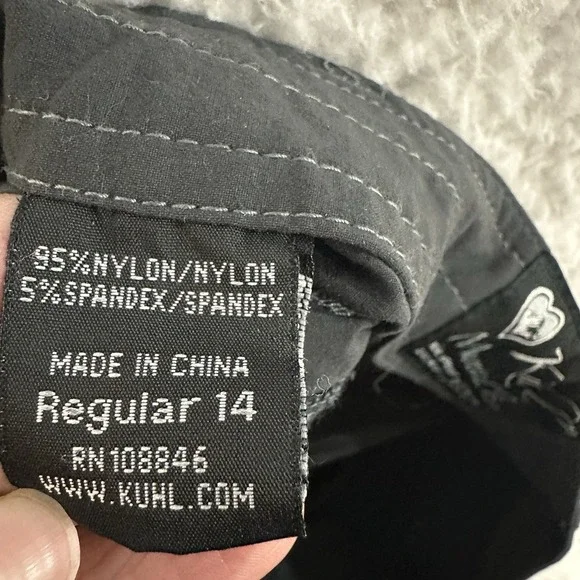 95%NYLON/NYLON
5%SPANDEX/SPANDEX
MADE IN CHINA
Regular 14
RN108846
WWW.KUHL.COM